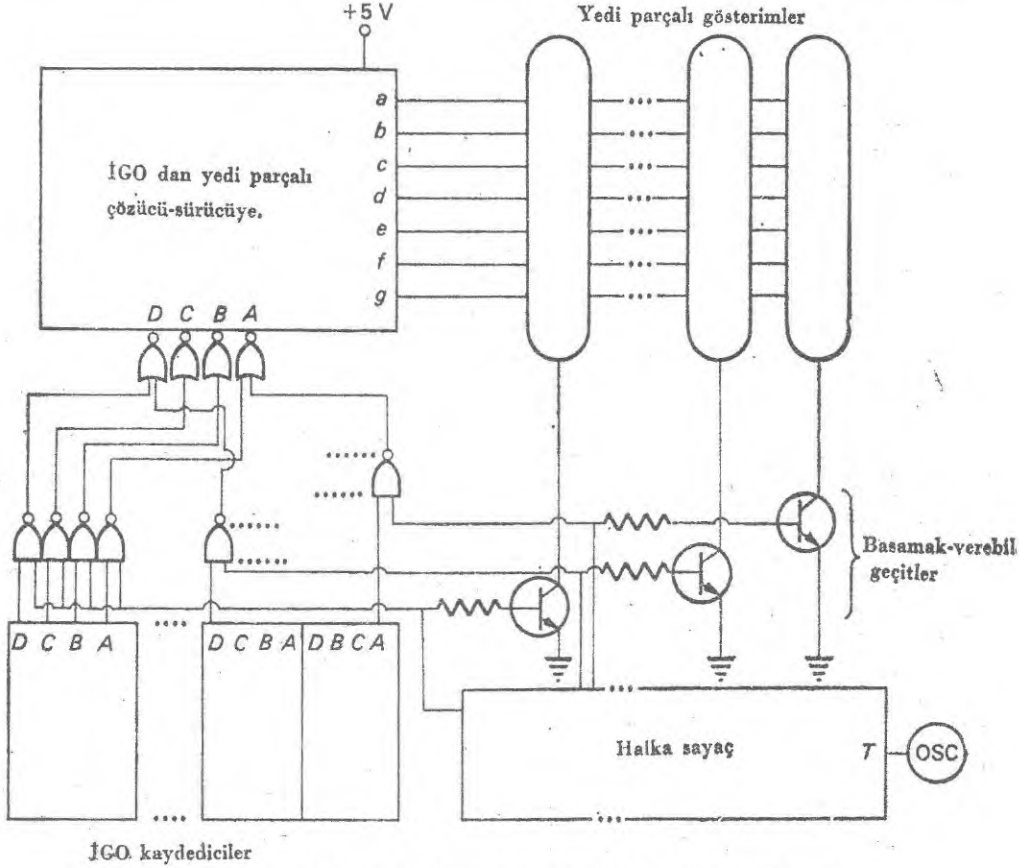 +5 V
Yedi parçalı gösterimler
a
b
c
d
e
f
g
İGO dan yedi parçalı
çözücü-sürücüye.
D C B A
Basamak-verebil
geçitler
D C B A
D C B A
D B C A
Halka sayaç
T
OSC
İGO. kaydediciler